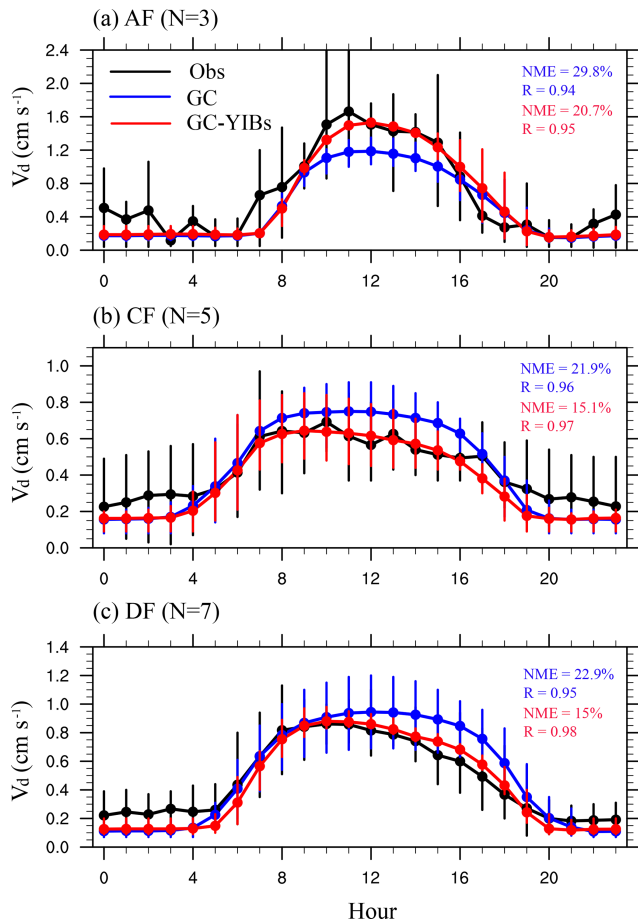 (a) AF (N=3)
2.4
2.0
1.6
1.2
0.8
0.4
0.0
Vd (cm s-1)
Obs
GC
GC-YIBs
NME = 29.8%
R = 0.94
NME = 20.7%
R = 0.95
0 4 8 12 16 20
(b) CF (N=5)
1.0
0.8
0.6
0.4
0.2
0.0
Vd (cm s-1)
NME = 21.9%
R = 0.96
NME = 15.1%
R = 0.97
0 4 8 12 16 20
(c) DF (N=7)
1.4
1.2
1.0
0.8
0.6
0.4
0.2
0.0
Vd (cm s-1)
NME = 22.9%
R = 0.95
NME = 15%
R = 0.98
0 4 8 12 16 20
Hour